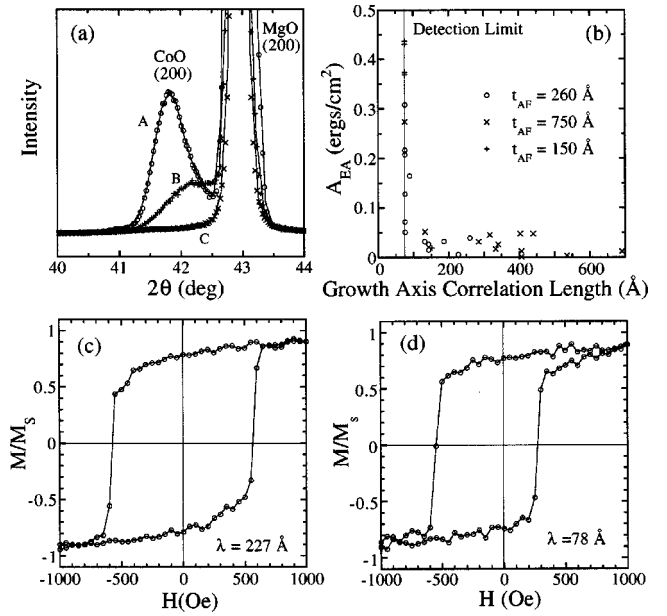 (a)
CoO
(200)
MgO
(200)
A
B
C
Intensity
40 41 42 43 44
2θ (deg)
(b)
Detection Limit
t_AF = 260 Å
t_AF = 750 Å
t_AF = 150 Å
A_EA (ergs/cm²)
0.5
0.4
0.3
0.2
0.1
0
0 200 400 600
Growth Axis Correlation Length (Å)
(c)
M/M_S
1
0.5
0
-0.5
-1
λ = 227 Å
-1000 -500 0 500 1000
H(Oe)
(d)
M/M_s
1
0.5
0
-0.5
-1
λ =78 Å
-1000 -500 0 500 1000
H (Oe)